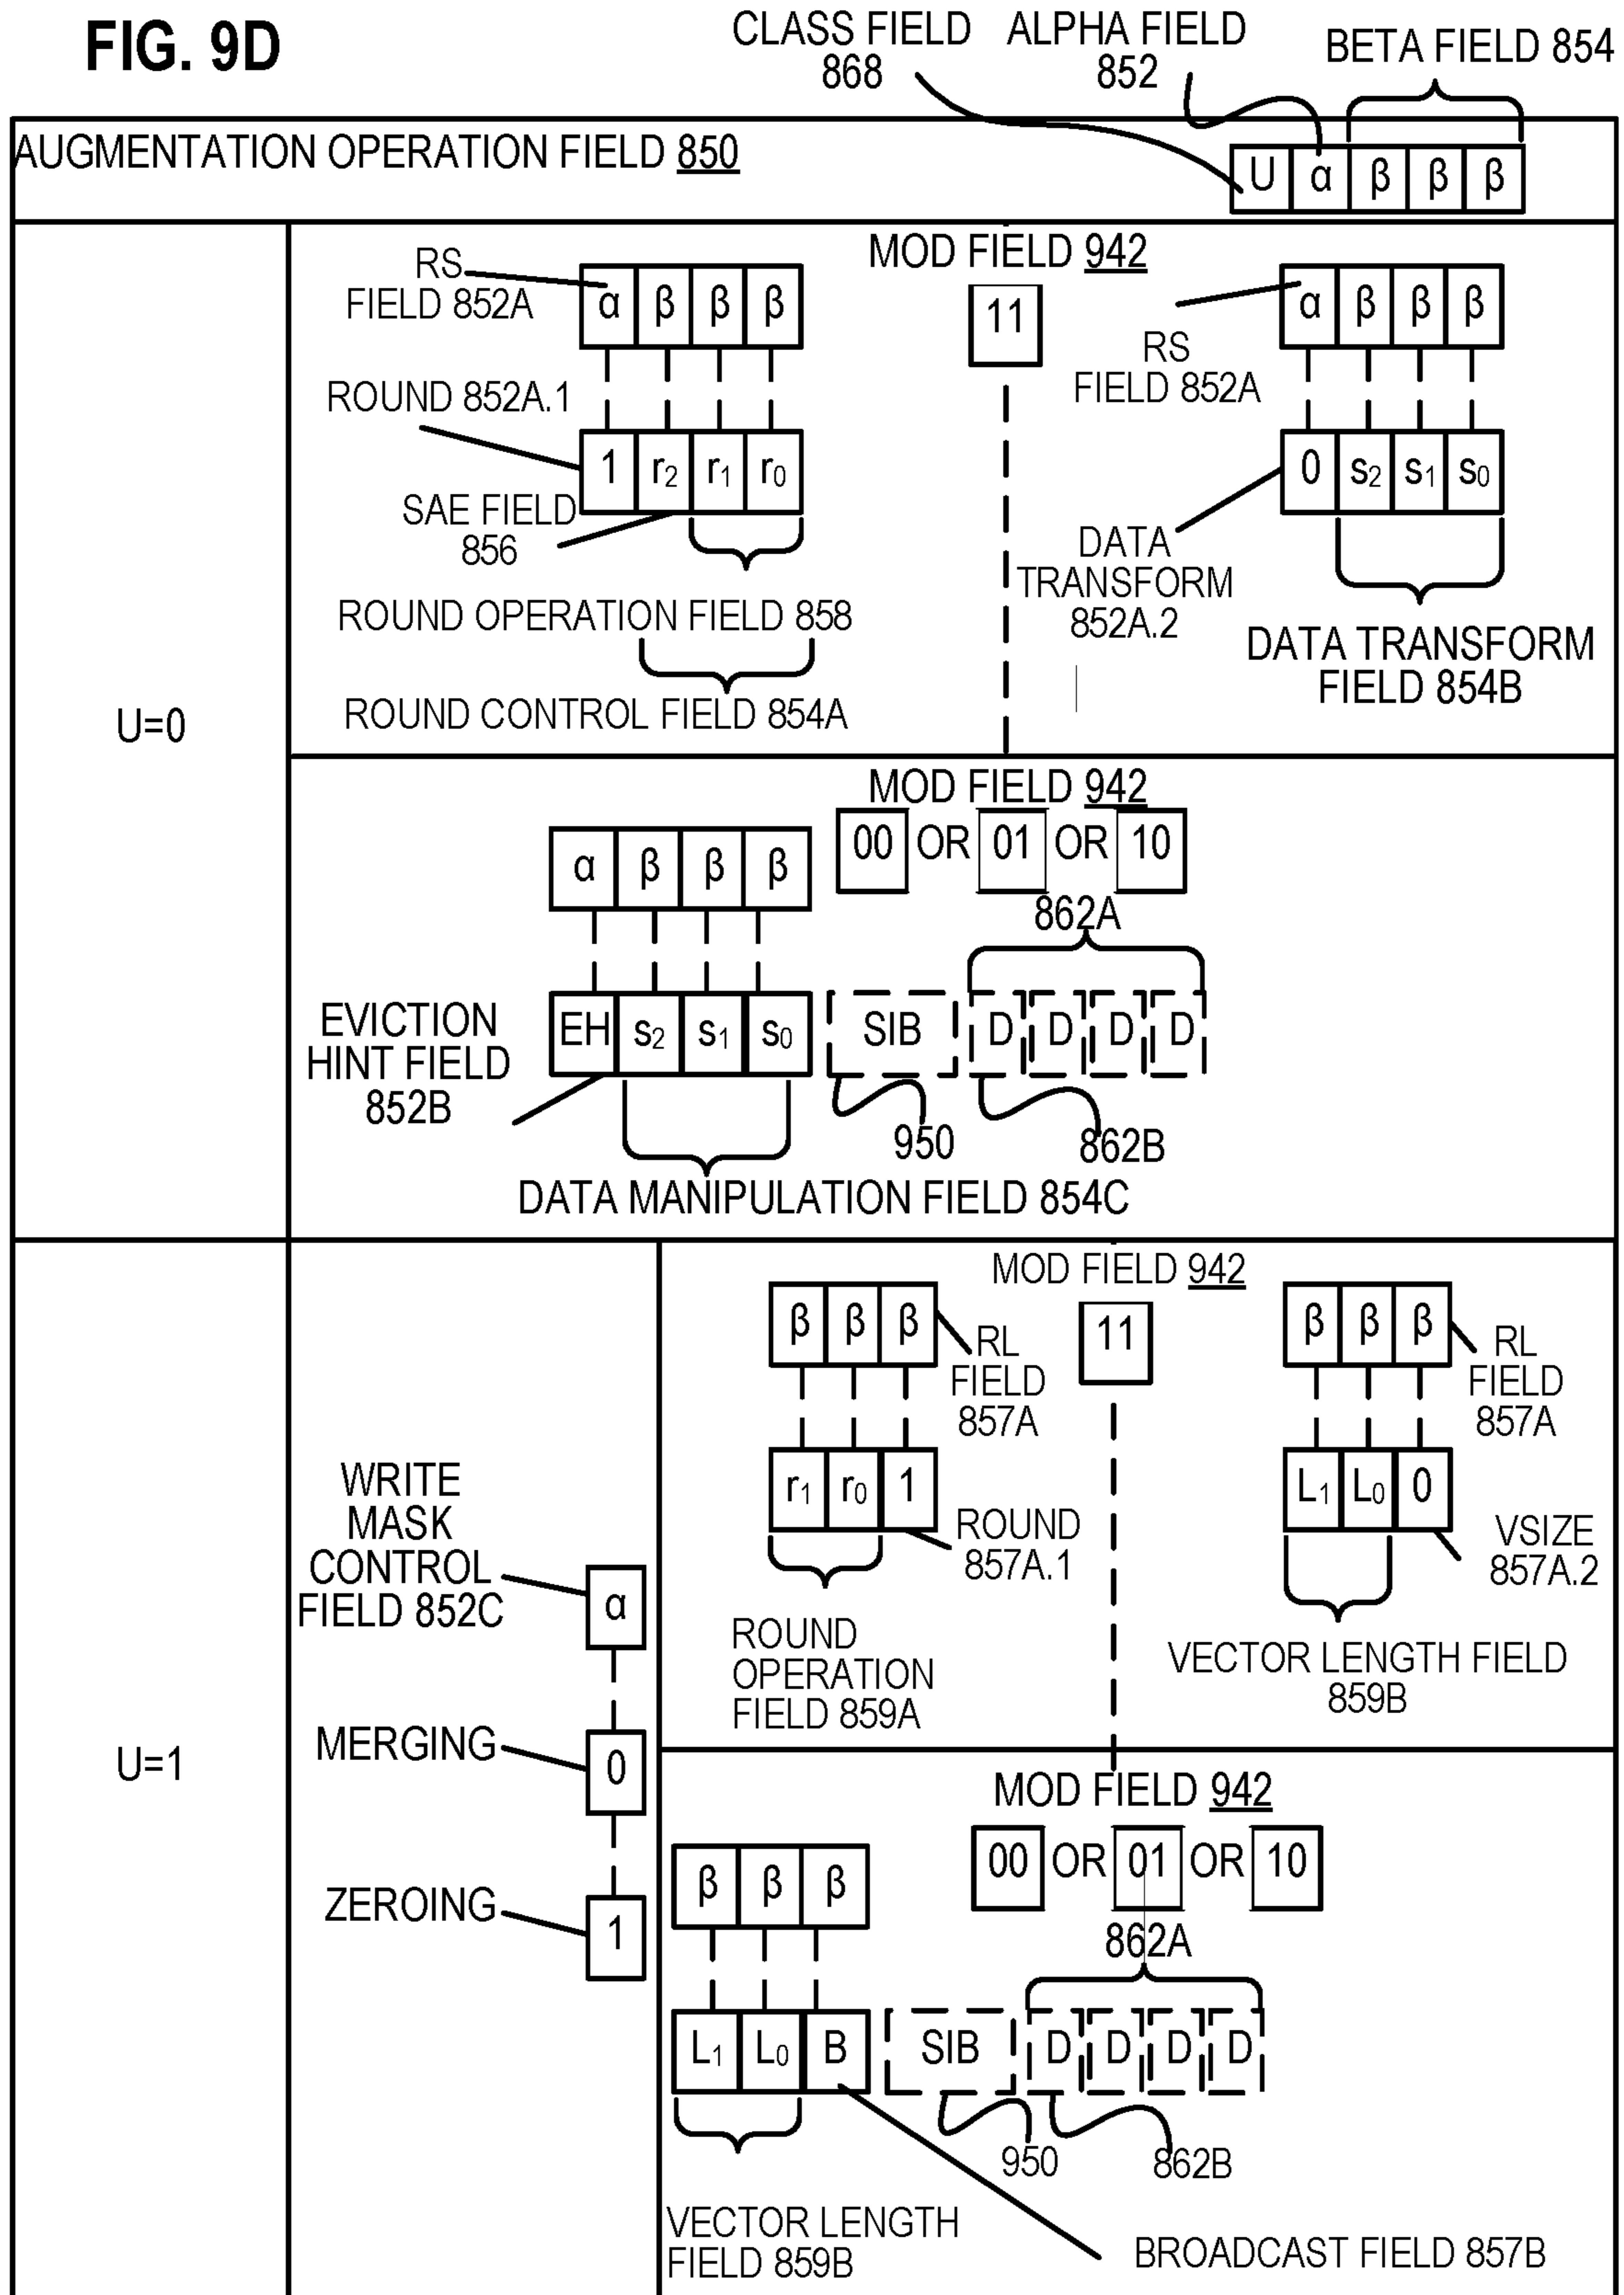 FIG. 9D
CLASS FIELD
868
ALPHA FIELD
852
BETA FIELD 854
AUGMENTATION OPERATION FIELD 850
U α β β β
U=0
MOD FIELD 942
11
RS
FIELD 852A
α β β β
ROUND 852A.1
1 r2 r1 r0
SAE FIELD
856
ROUND OPERATION FIELD 858
ROUND CONTROL FIELD 854A
α β β β
RS
FIELD 852A
0 s2 s1 s0
DATA
TRANSFORM
852A.2
DATA TRANSFORM
FIELD 854B
MOD FIELD 942
00 OR 01 OR 10
α β β β
862A
EVICTION
HINT FIELD
852B
EH s2 s1 s0 SIB D D D D
950
862B
DATA MANIPULATION FIELD 854C
U=1
WRITE
MASK
CONTROL
FIELD 852C
α
MERGING
0
ZEROING
1
MOD FIELD 942
11
β β β
RL
FIELD
857A
r1 r0 1
ROUND
857A.1
ROUND
OPERATION
FIELD 859A
β β β
RL
FIELD
857A
L1 L0 0
VSIZE
857A.2
VECTOR LENGTH FIELD
859B
MOD FIELD 942
00 OR 01 OR 10
β β β
862A
L1 L0 B SIB D D D D
950
862B
VECTOR LENGTH
FIELD 859B
BROADCAST FIELD 857B